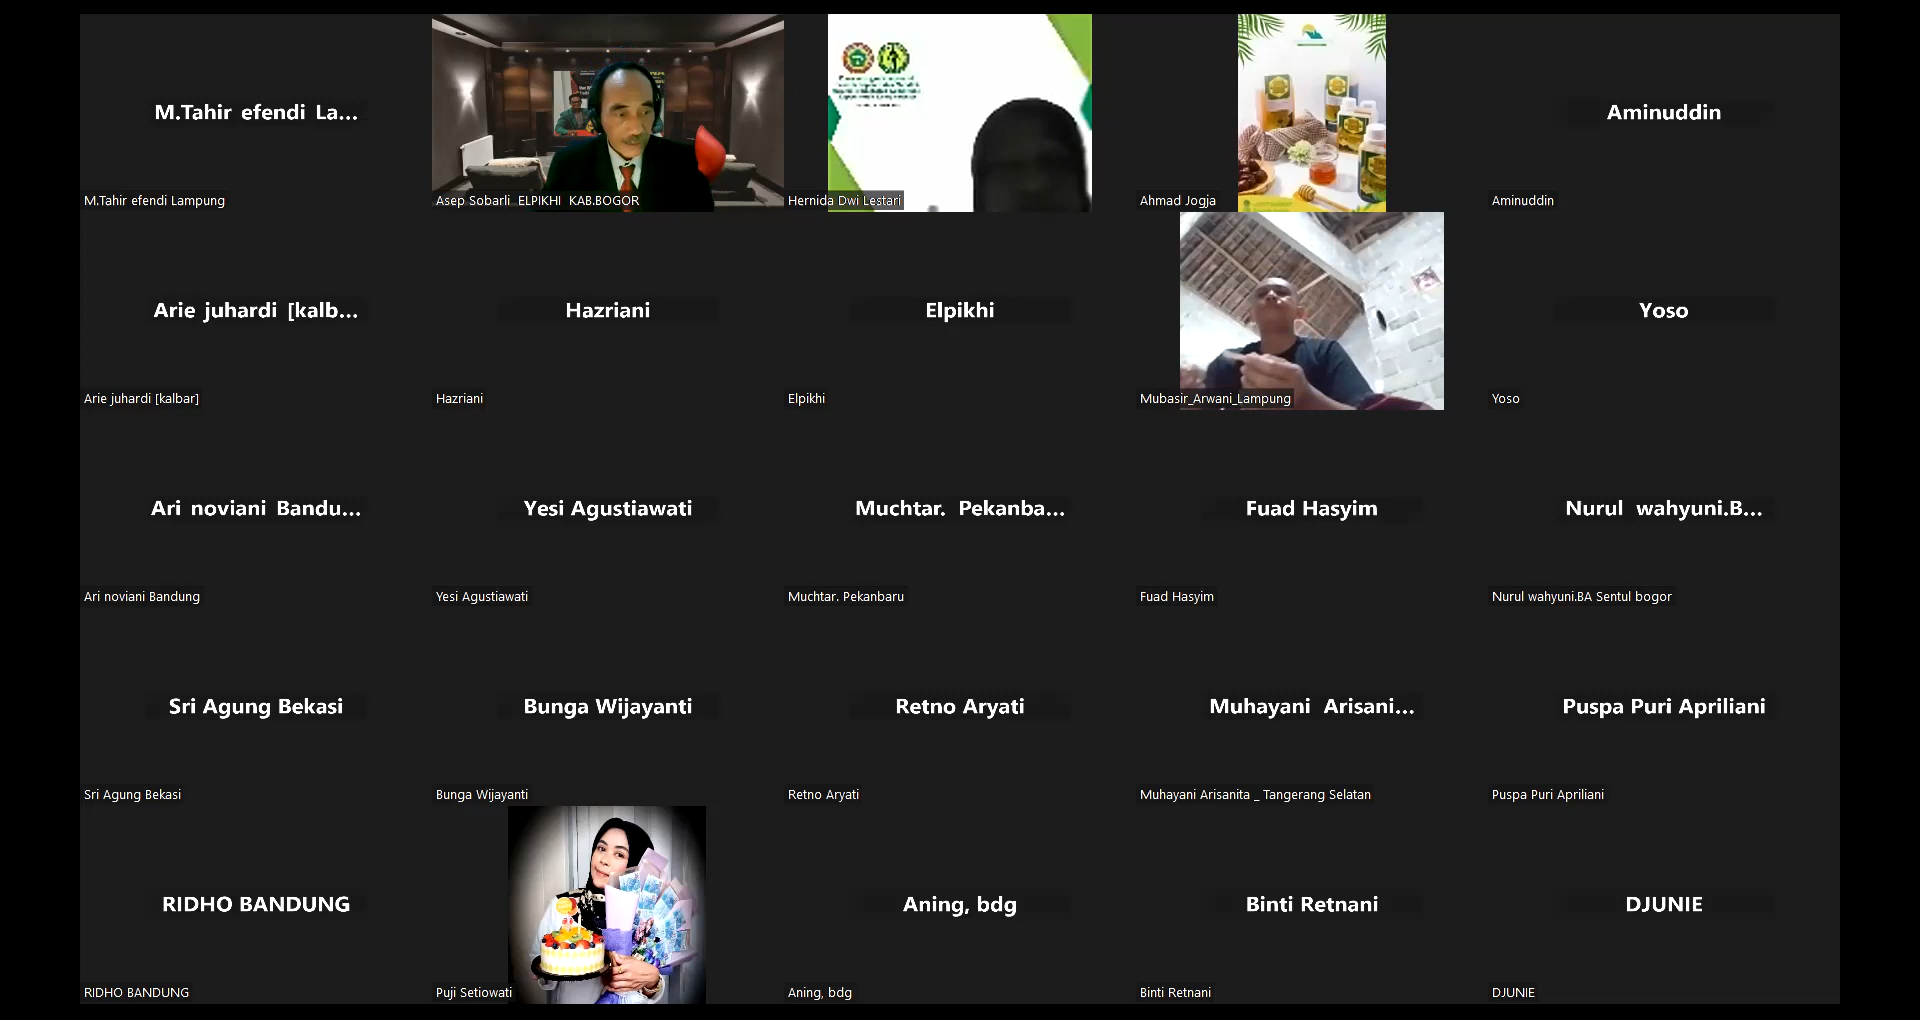 M.Tahir efendi La...
M.Tahir efendi Lampung
Asep Sobarli ELPIKHI KAB.BOGOR
Hernida Dwi Lestari
Ahmad Jogja
Aminuddin
Aminuddin
Arie juhardi [kalb...
Arie juhardi [kalbar]
Hazriani
Hazriani
Elpikhi
Elpikhi
Mubasir_Arwani_Lampung
Yoso
Yoso
Ari noviani Bandu...
Ari noviani Bandung
Yesi Agustiawati
Yesi Agustiawati
Muchtar. Pekanba...
Muchtar. Pekanbaru
Fuad Hasyim
Fuad Hasyim
Nurul wahyuni.B...
Nurul wahyuni.BA Sentul bogor
Sri Agung Bekasi
Sri Agung Bekasi
Bunga Wijayanti
Bunga Wijayanti
Retno Aryati
Retno Aryati
Muhayani Arisani...
Muhayani Arisanita _ Tangerang Selatan
Puspa Puri Apriliani
Puspa Puri Apriliani
RIDHO BANDUNG
RIDHO BANDUNG
Puji Setiowati
Aning, bdg
Aning, bdg
Binti Retnani
Binti Retnani
DJUNIE
DJUNIE